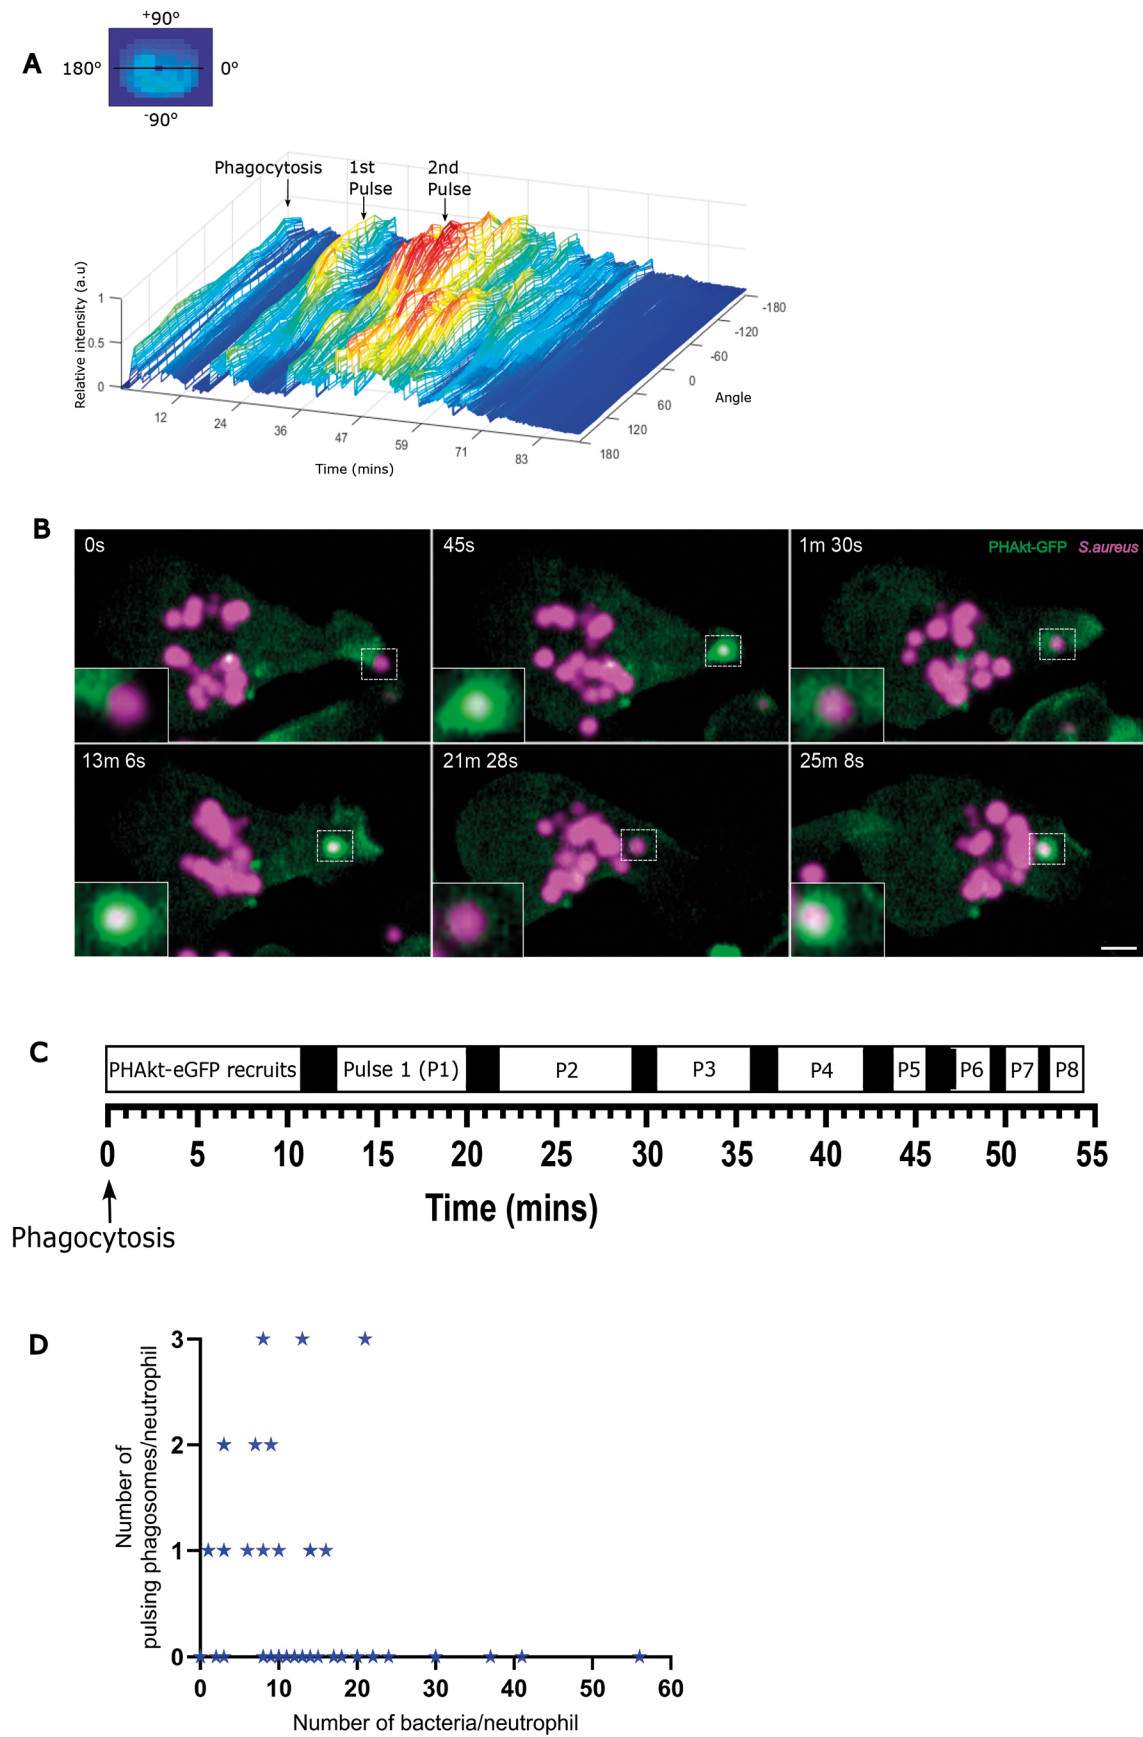 A
+90º
180º
0º
-90º
Phagocytosis
1st
Pulse
2nd
Pulse
Relative intensity (a.u)
1
0.5
0
12
24
36
47
59
71
83
Time (mins)
-180
-120
-60
0
60
120
180
Angle
B
0s
45s
1m 30s
PHAkt-GFP S.aureus
13m 6s
21m 28s
25m 8s
C
PHAkt-eGFP recruits Pulse 1 (P1) P2 P3 P4 P5 P6 P7 P8
0 5 10 15 20 25 30 35 40 45 50 55
Time (mins)
Phagocytosis
D
Number of
pulsing phagosomes/neutrophil
3
2
1
0
0 10 20 30 40 50 60
Number of bacteria/neutrophil